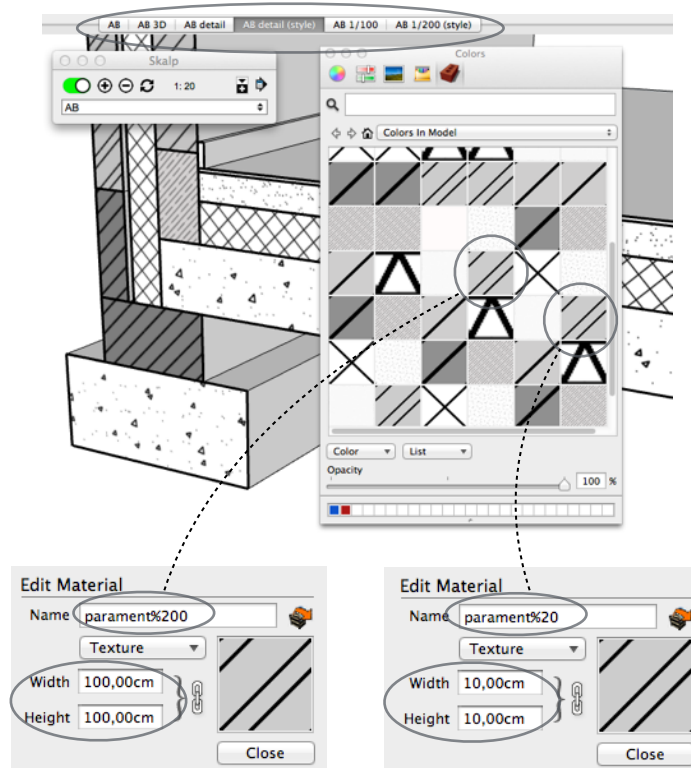 AB AB 3D AB detail AB detail (style) AB 1/100 AB 1/200 (style)
Skalp
1: 20
AB
Colors
Colors In Model
Color List
Opacity
100 %
Edit Material
Name parament%200
Texture
Width 100,00cm
Height 100,00cm
Close
Edit Material
Name parament%20
Texture
Width 10,00cm
Height 10,00cm
Close